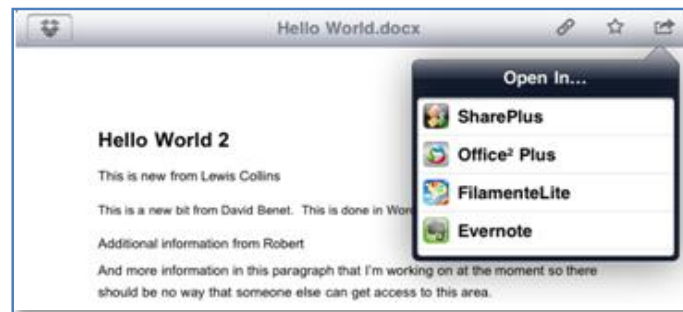 Hello World.docx
Open In...
SharePlus
Office² Plus
FilamenteLite
Evernote
Hello World 2
This is new from Lewis Collins
This is a new bit from David Benet. This is done in
Additional information from Robert
And more information in this paragraph that I'm working on at the moment so there
should be no way that someone else can get access to this area.